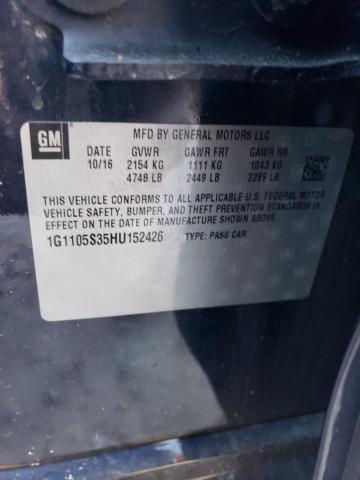 GM
MFD BY GENERAL MOTORS LLC
DATE GVWR GAWR FRT GAWR RR
10/16 2154 KG 1111 KG 1043 KG
4748 LB 2449 LB 2299 LB
THIS VEHICLE CONFORMS TO ALL APPLICABLE U.S. FEDERAL MOTOR
VEHICLE SAFETY, BUMPER, AND THEFT PREVENTION STANDARDS IN
EFFECT ON THE DATE OF MANUFACTURE SHOWN ABOVE.
1G1105S35HU152426 TYPE: PASS CAR